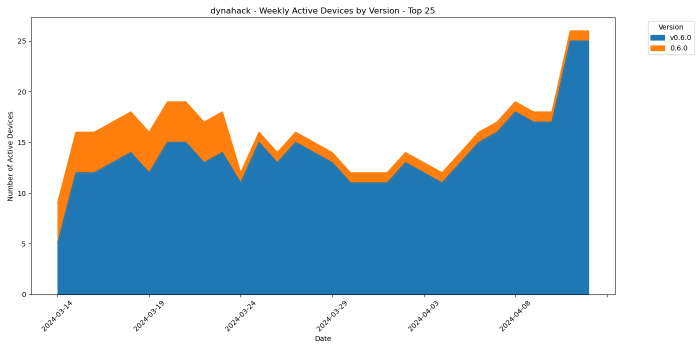 dynahack - Weekly Active Devices by Version - Top 25
Version
v0.6.0
0.6.0
Number of Active Devices
25
20
15
10
5
0
2024-03-14
2024-03-19
2024-03-24
2024-03-29
2024-04-03
2024-04-08
Date